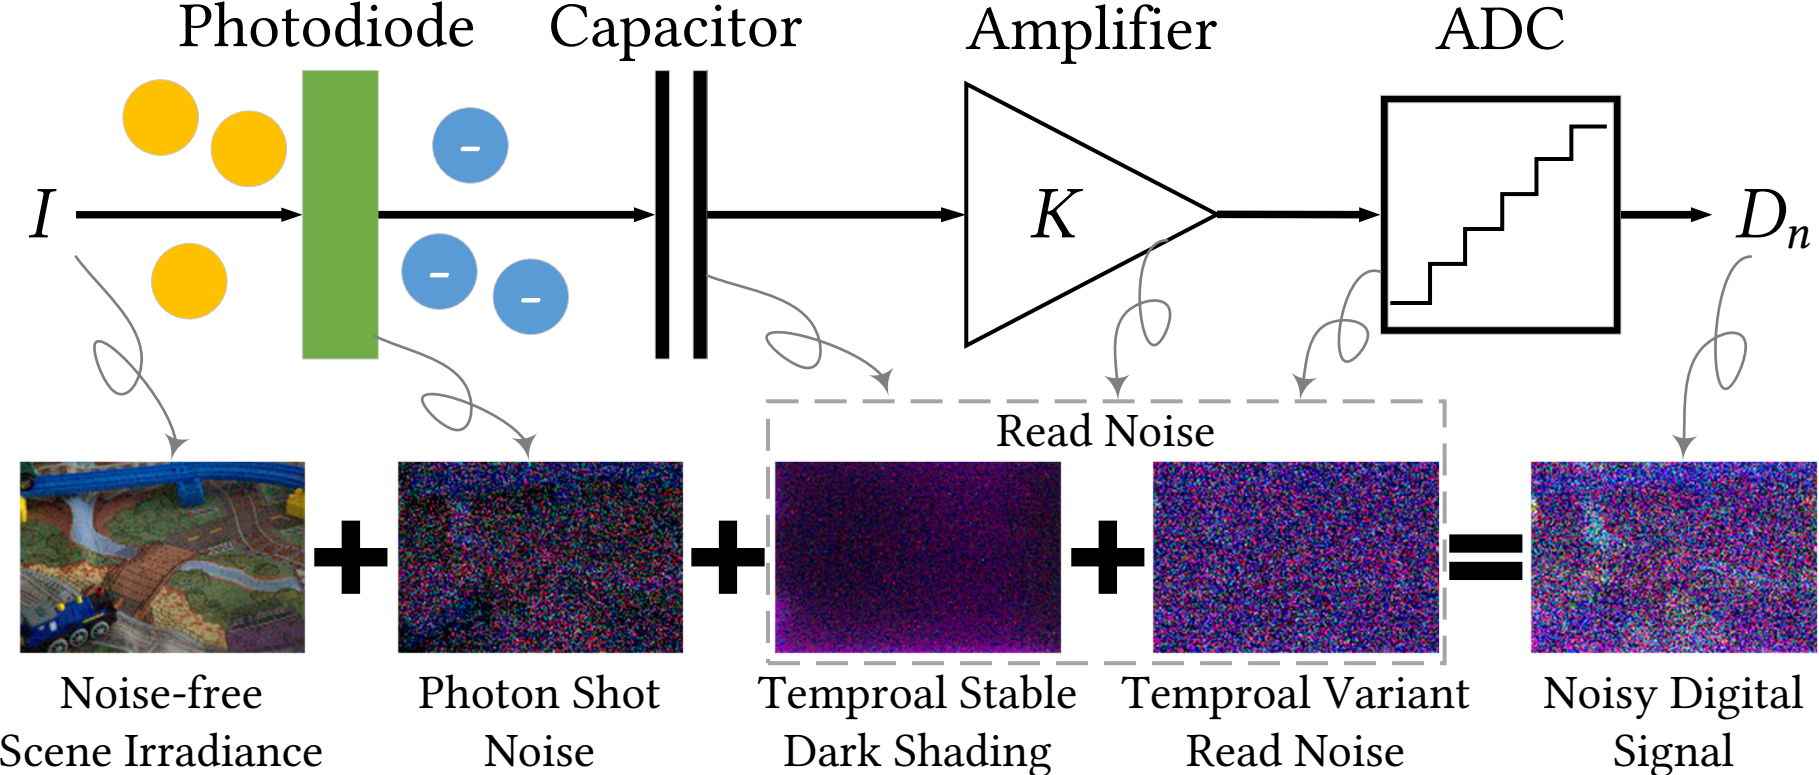 Photodiode
Capacitor
Amplifier
ADC
I
-
-
-
K
D_n
Read Noise
Noise-free
Scene Irradiance
Photon Shot
Noise
Temproal Stable
Dark Shading
Temproal Variant
Read Noise
Noisy Digital
Signal